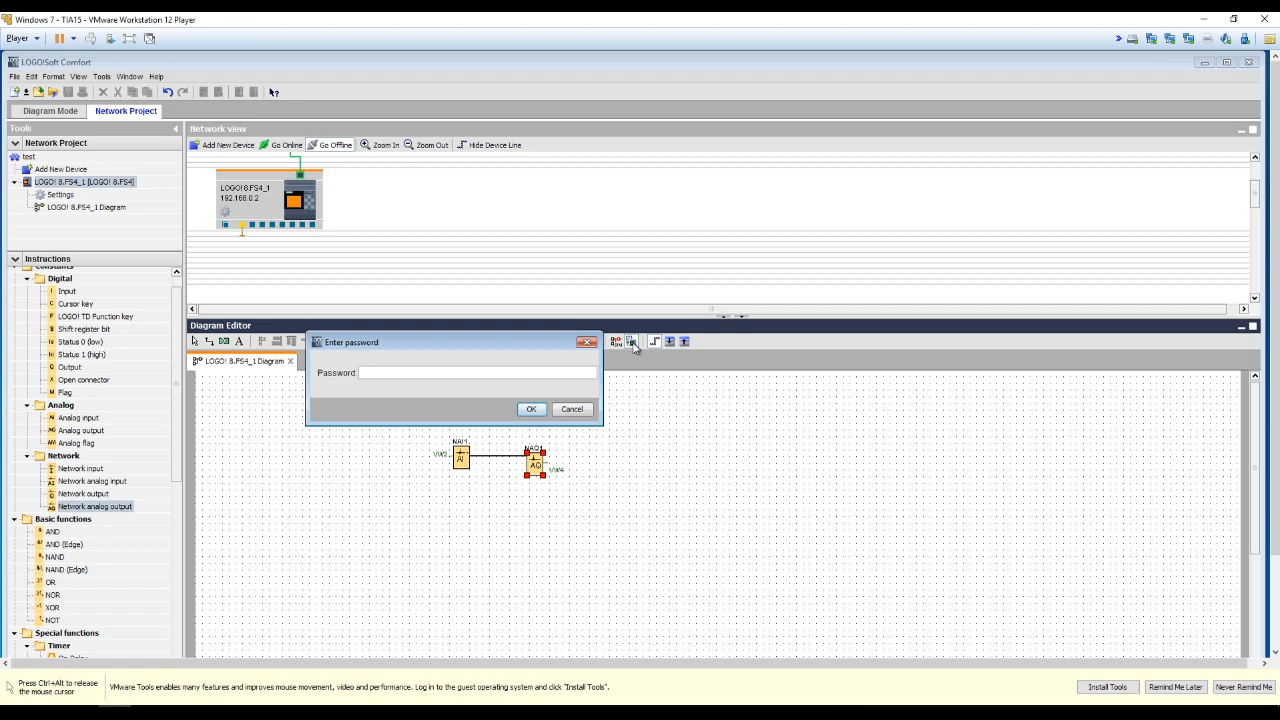 Windows 7 - TIA15 - VMware Workstation 12 Player
Player
LOGO!Soft Comfort
File Edit Format View Tools Window Help
Diagram Mode Network Project
Tools
Network Project
test
Add New Device
LOGO! 8.FS4_1 [LOGO! 8.FS4]
Settings
LOGO! 8.FS4_1 Diagram
Network view
Add New Device Go Online Go Offline Zoom In Zoom Out Hide Device Line
LOGO! 8.FS4_1
192.168.0.2
Instructions
Constants
Digital
Input
Cursor key
LOGO! TD Function key
Shift register bit
Status 0 (low)
Status 1 (high)
Output
Open connector
Flag
Analog
Analog input
Analog output
Analog flag
Network
Network input
Network analog input
Network output
Network analog output
Basic functions
AND
AND (Edge)
NAND
NAND (Edge)
OR
NOR
XOR
NOT
Special functions
Timer
Diagram Editor
LOGO! 8.FS4_1 Diagram
Enter password
Password:
OK Cancel
NAI1
VW2
AI
NAQ1
AQ
VW4
Press Ctrl+Alt to release
the mouse cursor
VMware Tools enables many features and improves mouse movement, video and performance. Log in to the guest operating system and click "Install Tools".
Install Tools Remind Me Later Never Remind Me